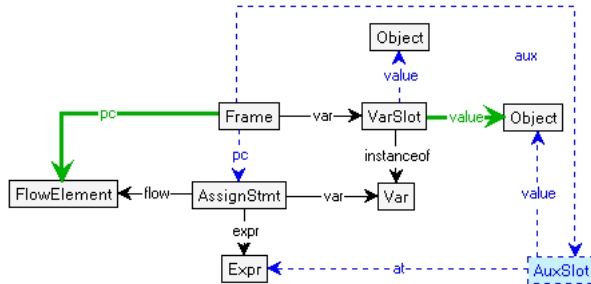 Object
aux
value
pc
Frame
var
VarSlot
value
Object
pc
instanceof
FlowElement
flow
AssignStmt
var
Var
value
expr
Expr
at
AuxSlot